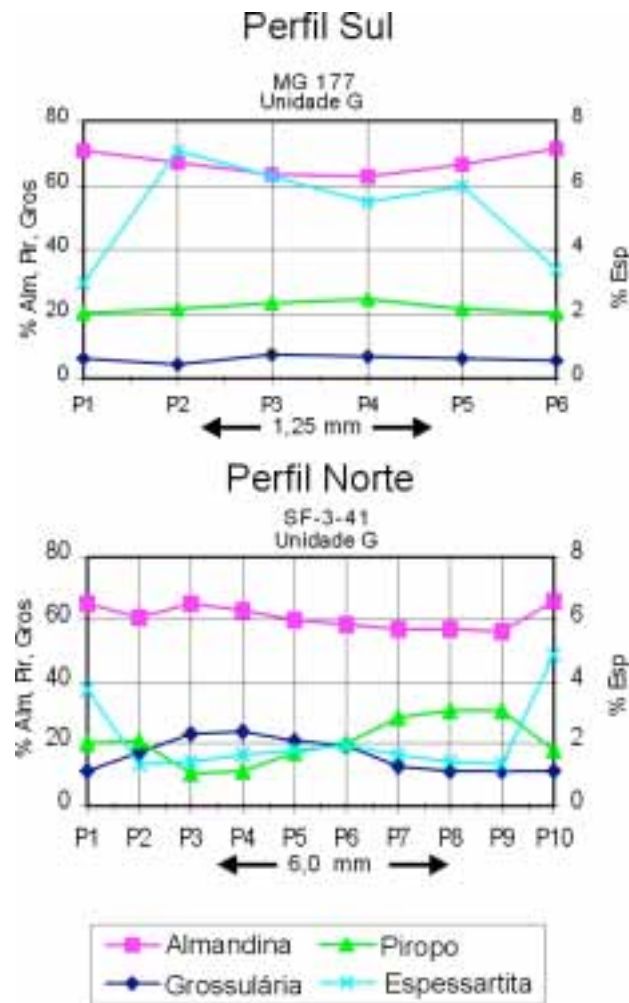 Perfil Sul
MG 177
Unidade G
80
60
40
20
0
% Alm, Pir, Gros
8
6
4
2
0
% Esp
P1 P2 P3 P4 P5 P6
1,25 mm
Perfil Norte
SF-3-41
Unidade G
80
60
40
20
0
% Alm, Pir, Gros
8
6
4
2
0
% Esp
P1 P2 P3 P4 P5 P6 P7 P8 P9 P10
6,0 mm
Almandina Piropo
Grossulária Espessartita